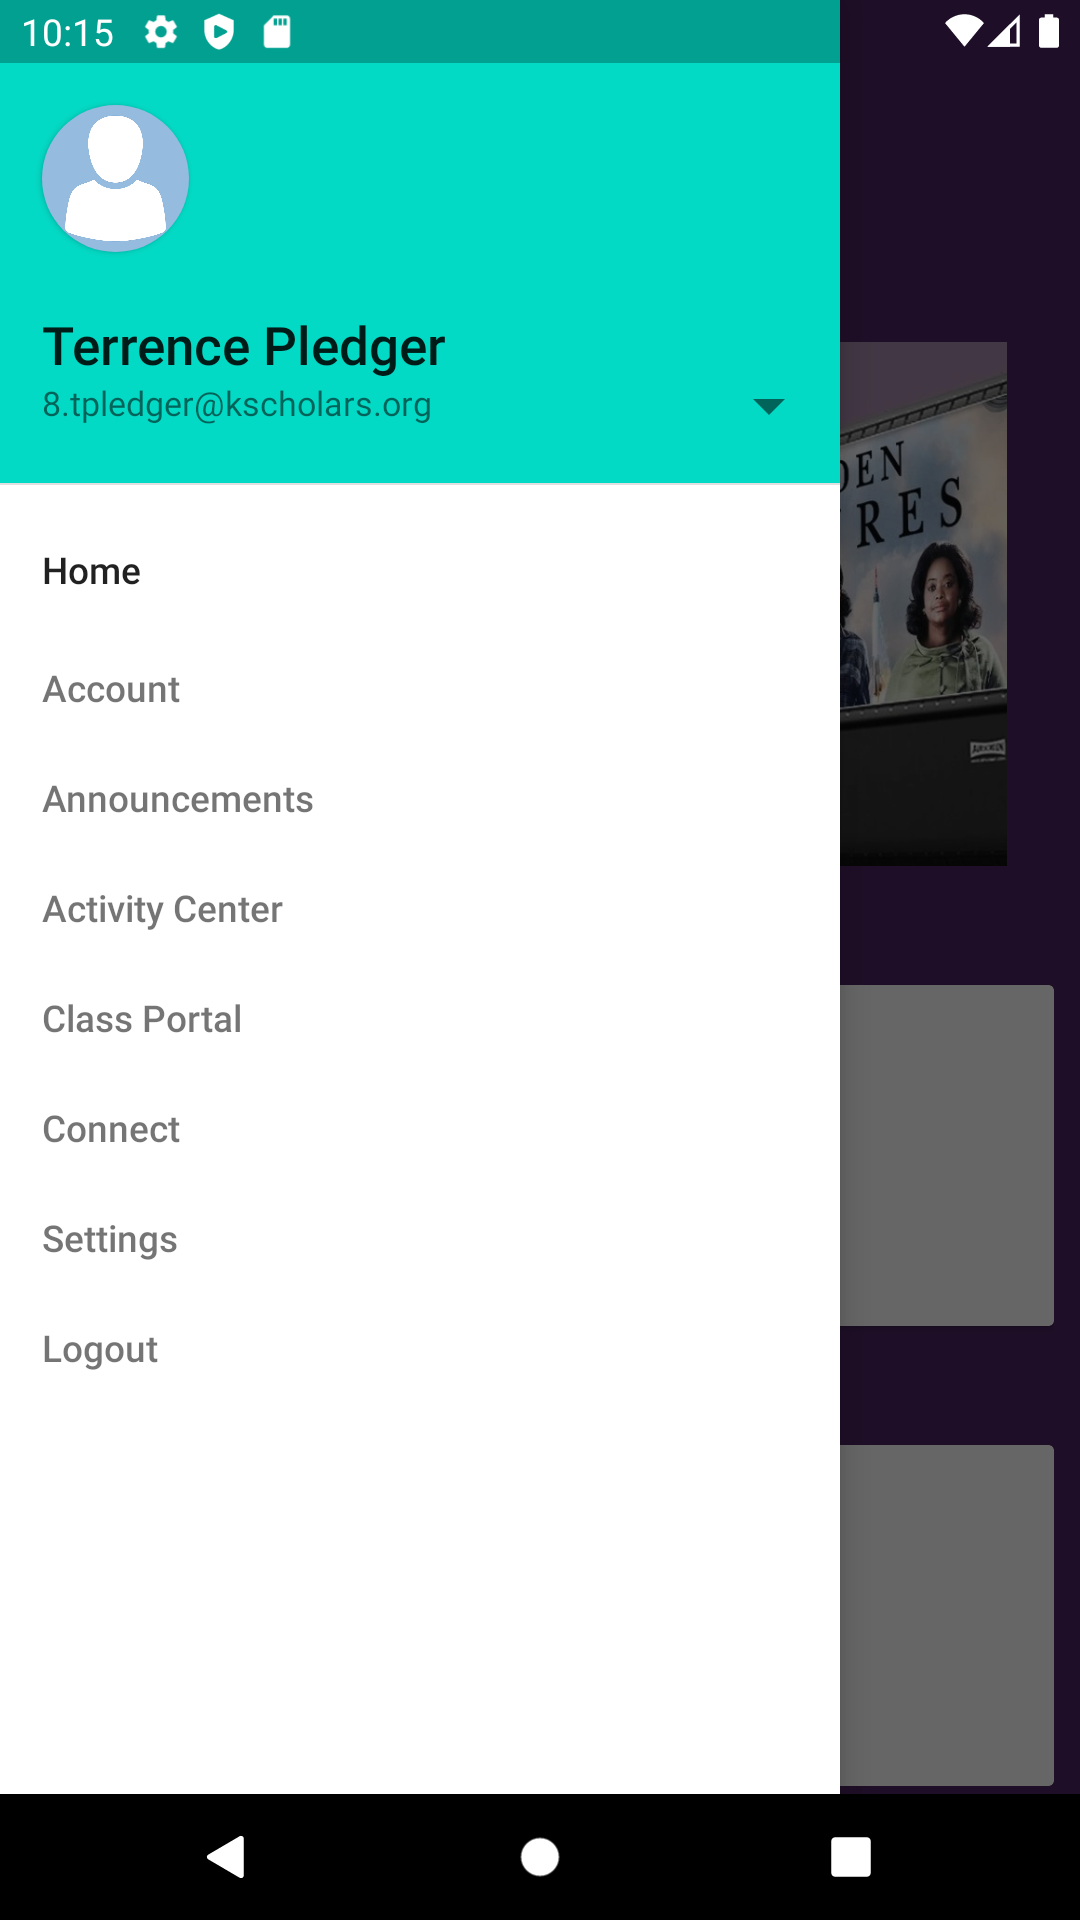 10:15
Terrence Pledger
8.tpledger@kscholars.org
DEN
RES
Home
Account
Announcements
Activity Center
Class Portal
Connect
Settings
Logout